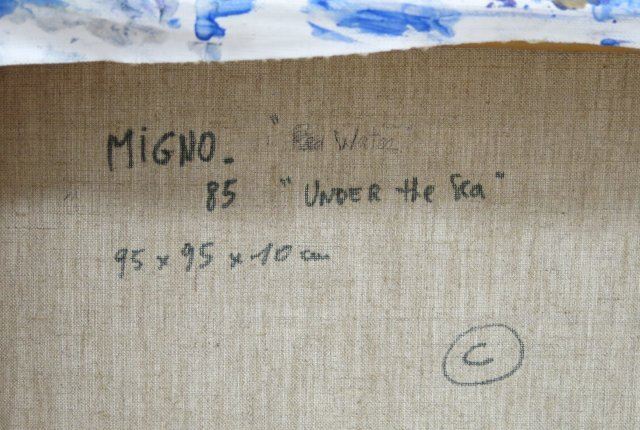 MiGNO. "Red Water"
85 "UNDER the Sea"
95 x 95 x 10 cm
C